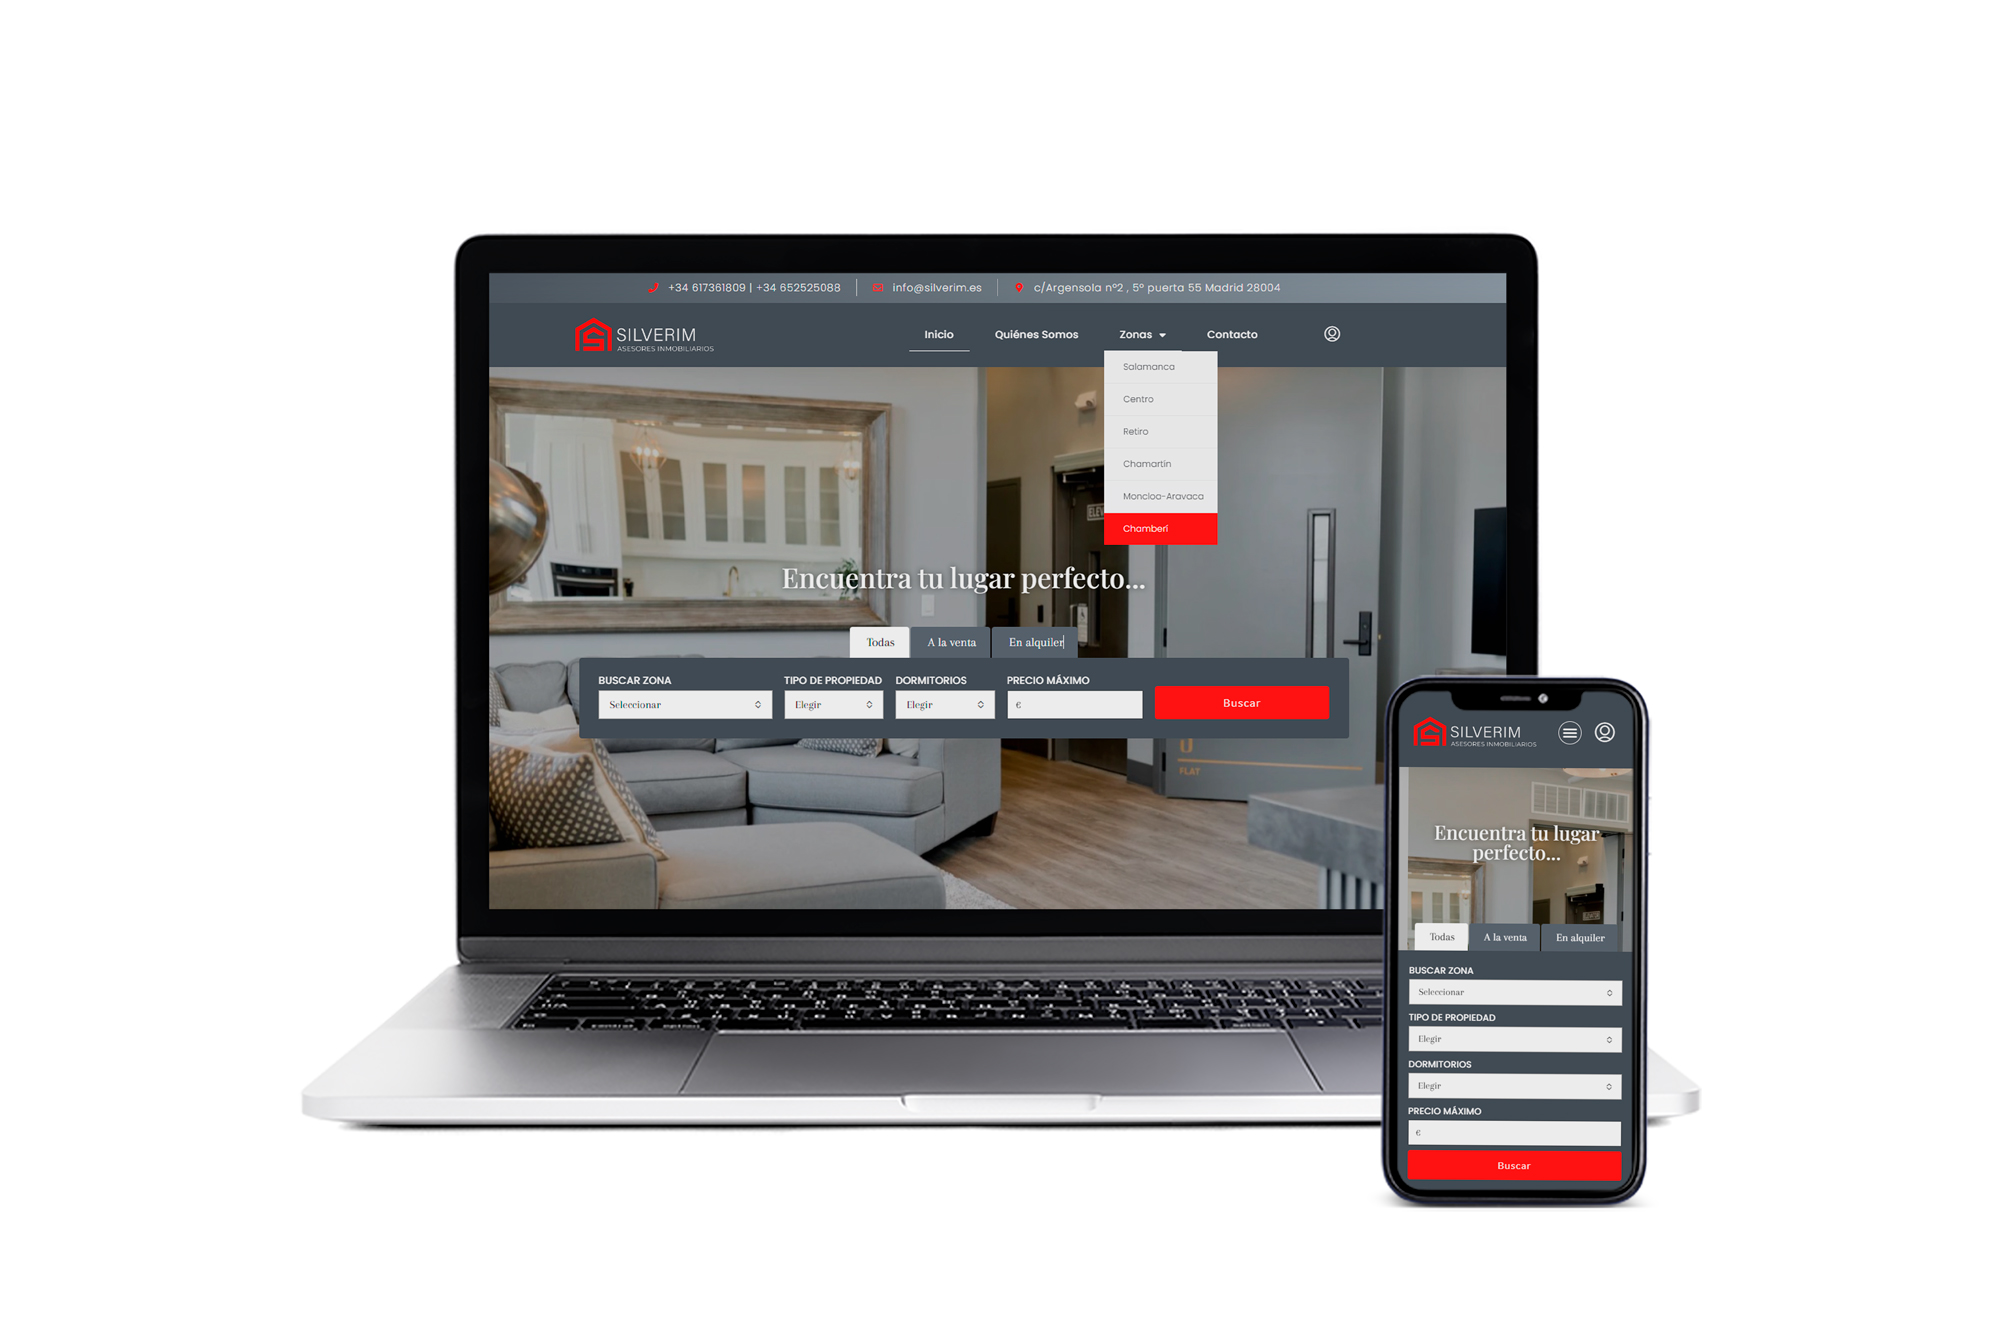 +34 617361809 | +34 652525088
info@silverim.es
c/Argensola nº2 , 5º puerta 55 Madrid 28004
SILVERIM
ASESORES INMOBILIARIOS
Inicio
Quiénes Somos
Zonas
Contacto
Salamanca
Centro
Retiro
Chamartín
Moncloa-Aravaca
Chamberí
Encuentra tu lugar perfecto...
Todas
A la venta
En alquiler
BUSCAR ZONA
TIPO DE PROPIEDAD
DORMITORIOS
PRECIO MÁXIMO
Seleccionar
Elegir
Elegir
€
Buscar
FLAT
SILVERIM
ASESORES INMOBILIARIOS
Encuentra tu lugar
perfecto...
Todas
A la venta
En alquiler
BUSCAR ZONA
Seleccionar
TIPO DE PROPIEDAD
Elegir
DORMITORIOS
Elegir
PRECIO MÁXIMO
€
Buscar